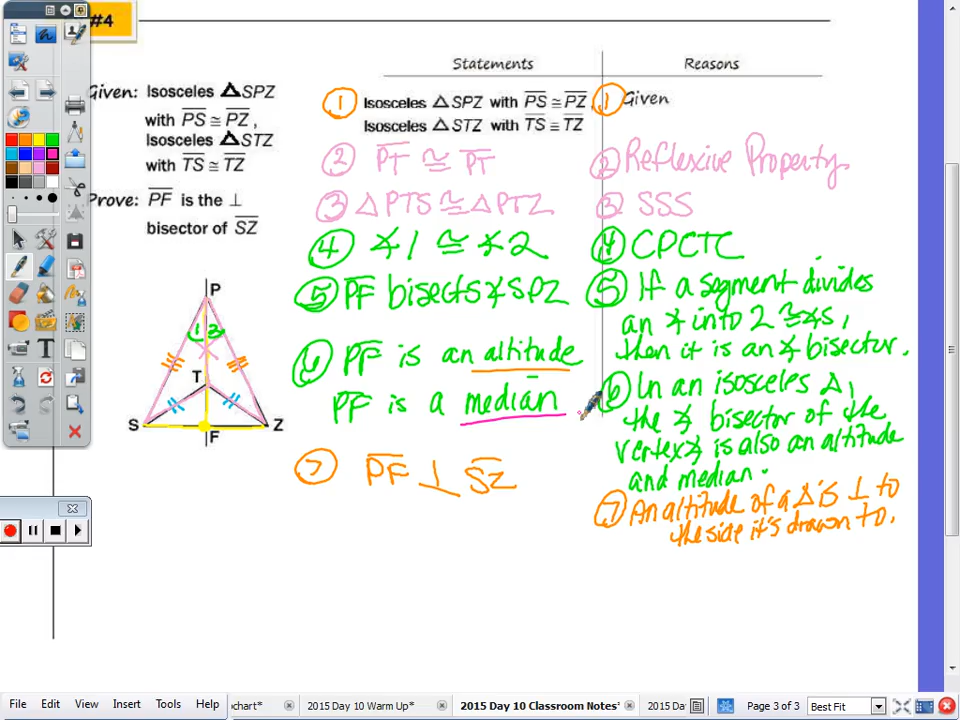 #4
Statements
Reasons
Given: Isosceles △SPZ
with PS ≅ PZ,
Isosceles △STZ
with TS ≅ TZ
Prove: PF is the ⊥
bisector of SZ
P
1 2
T
S
F
Z
① Isosceles △SPZ with PS ≅ PZ,
Isosceles △STZ with TS ≅ TZ
① Given
② PT ≅ PT
② Reflexive Property
③ △PTS ≅ △PTZ
③ SSS
④ ∡1 ≅ ∡2
④ CPCTC
⑤ PF bisects ∡SPZ
⑤ If a segment divides
an ∡ into 2 ≅ ∡s,
then it is an ∡ bisector.
⑥ PF is an altitude
PF is a median
⑥ In an isosceles △,
the ∡ bisector of the
vertex ∡ is also an altitude
and median.
⑦ PF ⊥ SZ
⑦ An altitude of a △ is ⊥ to
the side it's drawn to.
File Edit View Insert Tools Help
chart*
2015 Day 10 Warm Up*
2015 Day 10 Classroom Notes*
2015 Da
Page 3 of 3
Best Fit